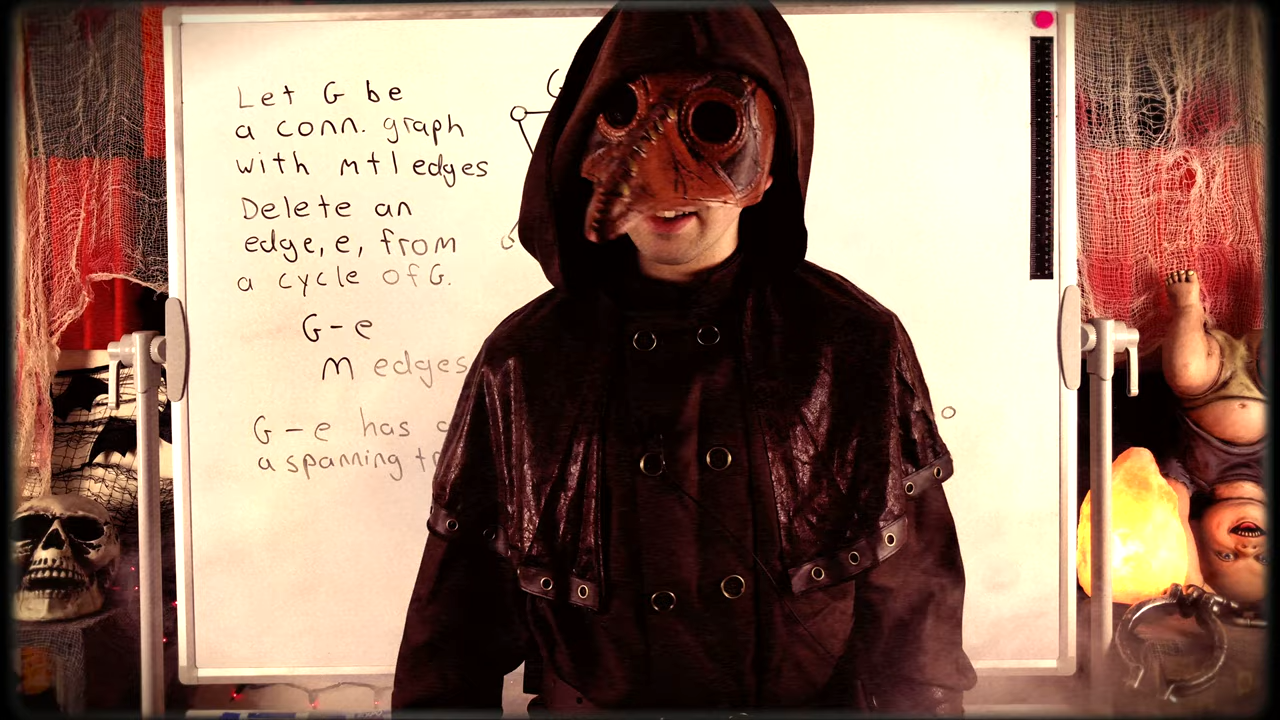 Let G be
a conn. graph
with m+1 edges
Delete an
edge, e, from
a cycle of G.
G
G-e
m edges
G-e has
a spanning